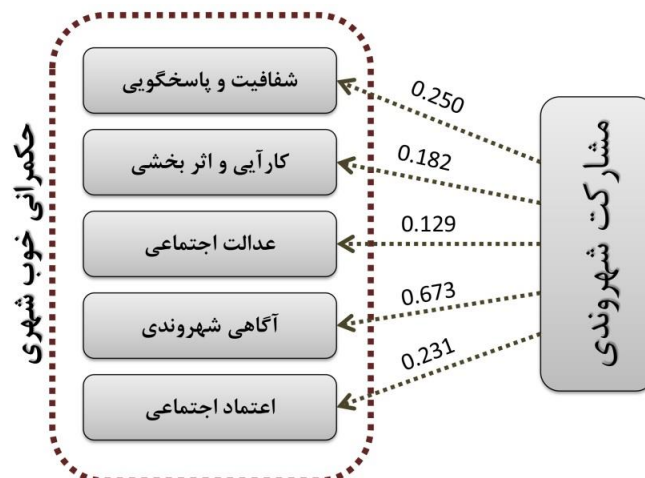 مشارکت شهروندی
0.250
0.182
0.129
0.673
0.231
شفافیت و پاسخگویی
کارآیی و اثر بخشی
عدالت اجتماعی
آگاهی شهروندی
اعتماد اجتماعی
حکمرانی خوب شهری